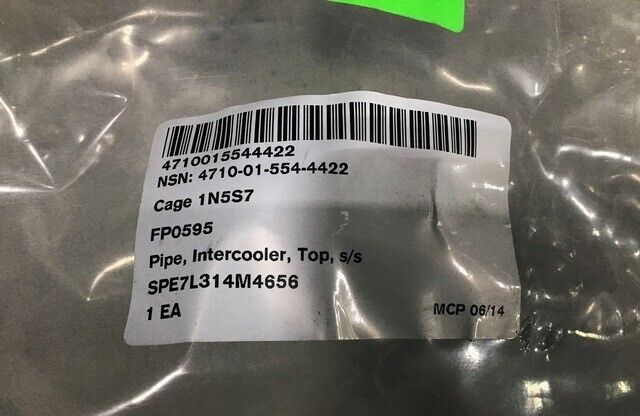 4710015544422
NSN: 4710-01-554-4422
Cage 1N5S7
FP0595
Pipe, Intercooler, Top, s/s
SPE7L314M4656
1 EA
MCP 06/14